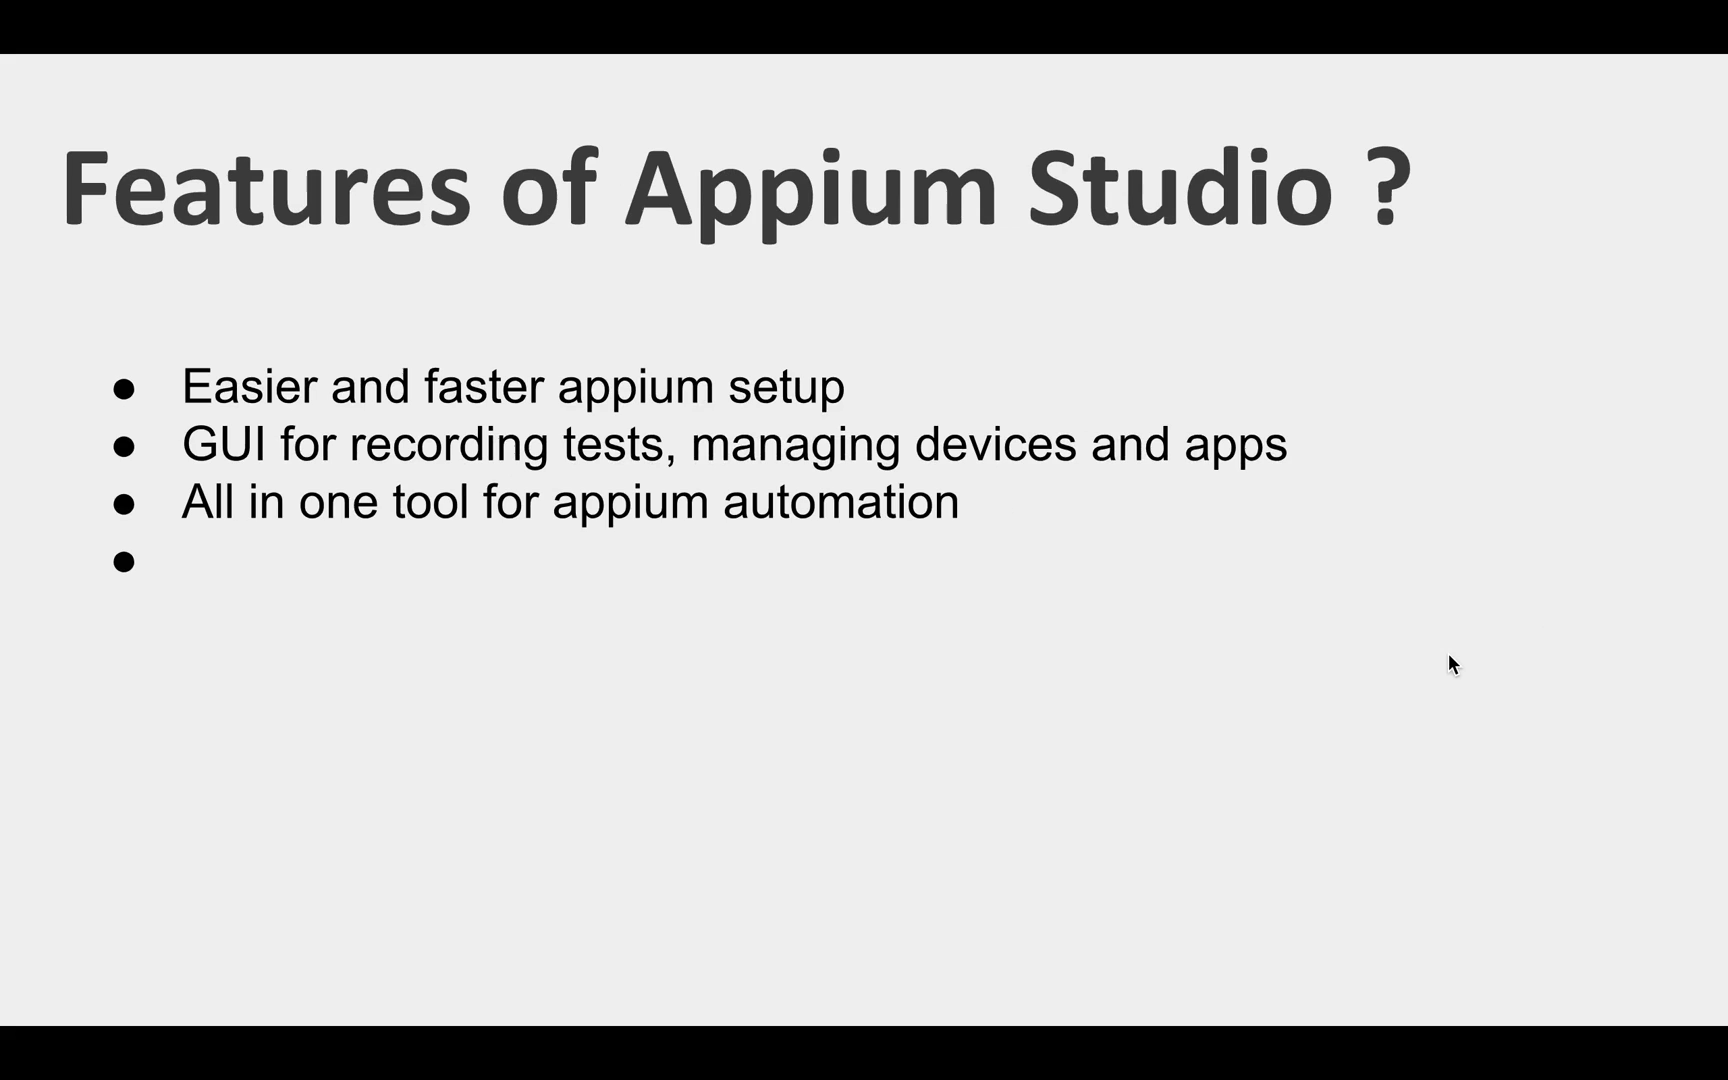 Features of Appium Studio ?
● Easier and faster appium setup
● GUI for recording tests, managing devices and apps
● All in one tool for appium automation
●